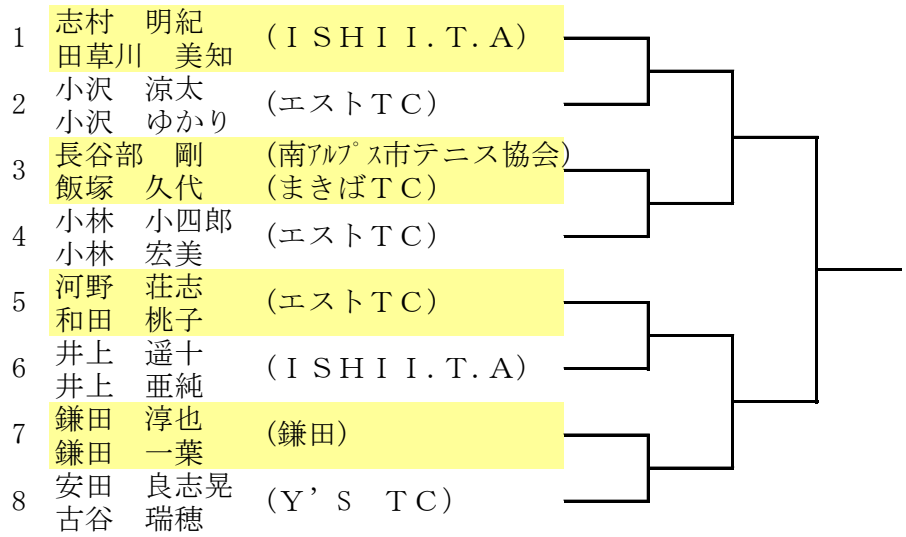 1 志村　明紀 (ＩＳＨＩＩ.Ｔ.Ａ)
田草川　美知
2 小沢　涼太 (エストＴＣ)
小沢　ゆかり
3 長谷部　剛 (南ｱﾙﾌﾟｽ市テニス協会)
飯塚　久代 (まきばＴＣ)
4 小林　小四郎 (エストＴＣ)
小林　宏美
5 河野　荘志 (エストＴＣ)
和田　桃子
6 井上　遥十 (ＩＳＨＩＩ.Ｔ.Ａ)
井上　亜純
7 鎌田　淳也 (鎌田)
鎌田　一葉
8 安田　良志晃 (Ｙ’Ｓ　ＴＣ)
古谷　瑞穂